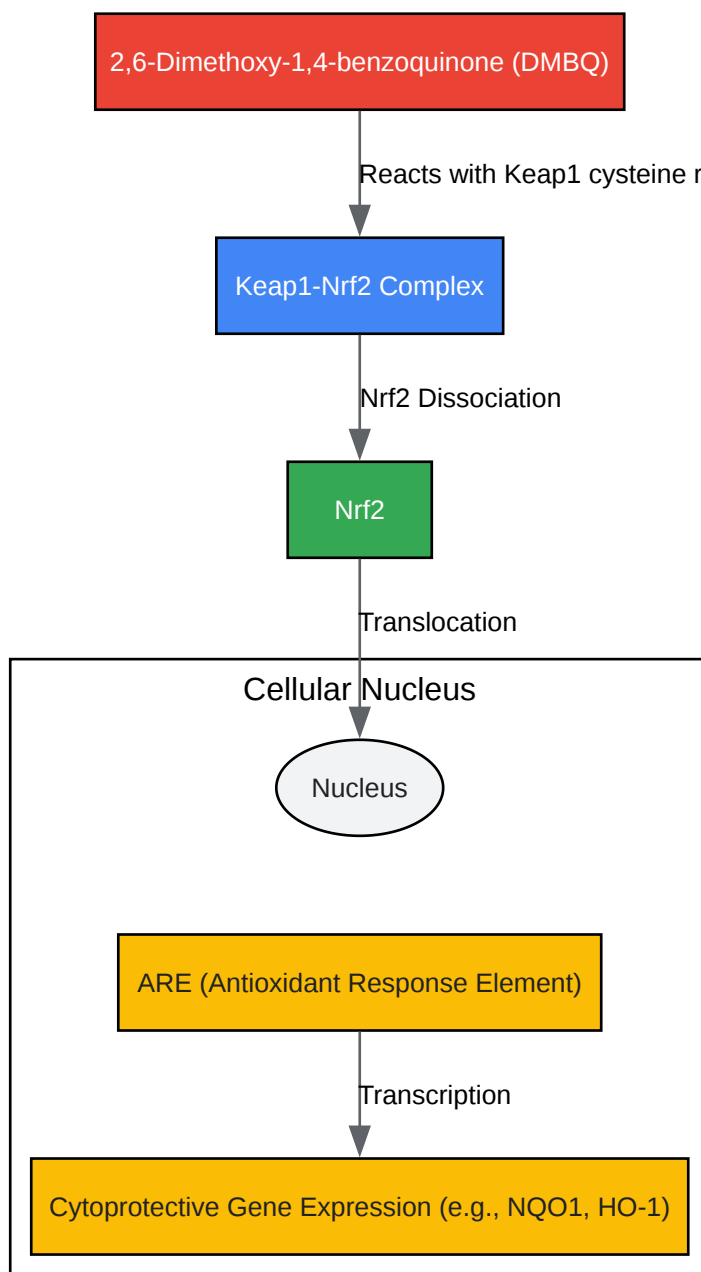 2,6-Dimethoxy-1,4-benzoquinone (DMBQ)
Reacts with Keap1 cysteine r
Keap1-Nrf2 Complex
Nrf2 Dissociation
Nrf2
Translocation
Cellular Nucleus
Nucleus
ARE (Antioxidant Response Element)
Transcription
Cytoprotective Gene Expression (e.g., NQO1, HO-1)